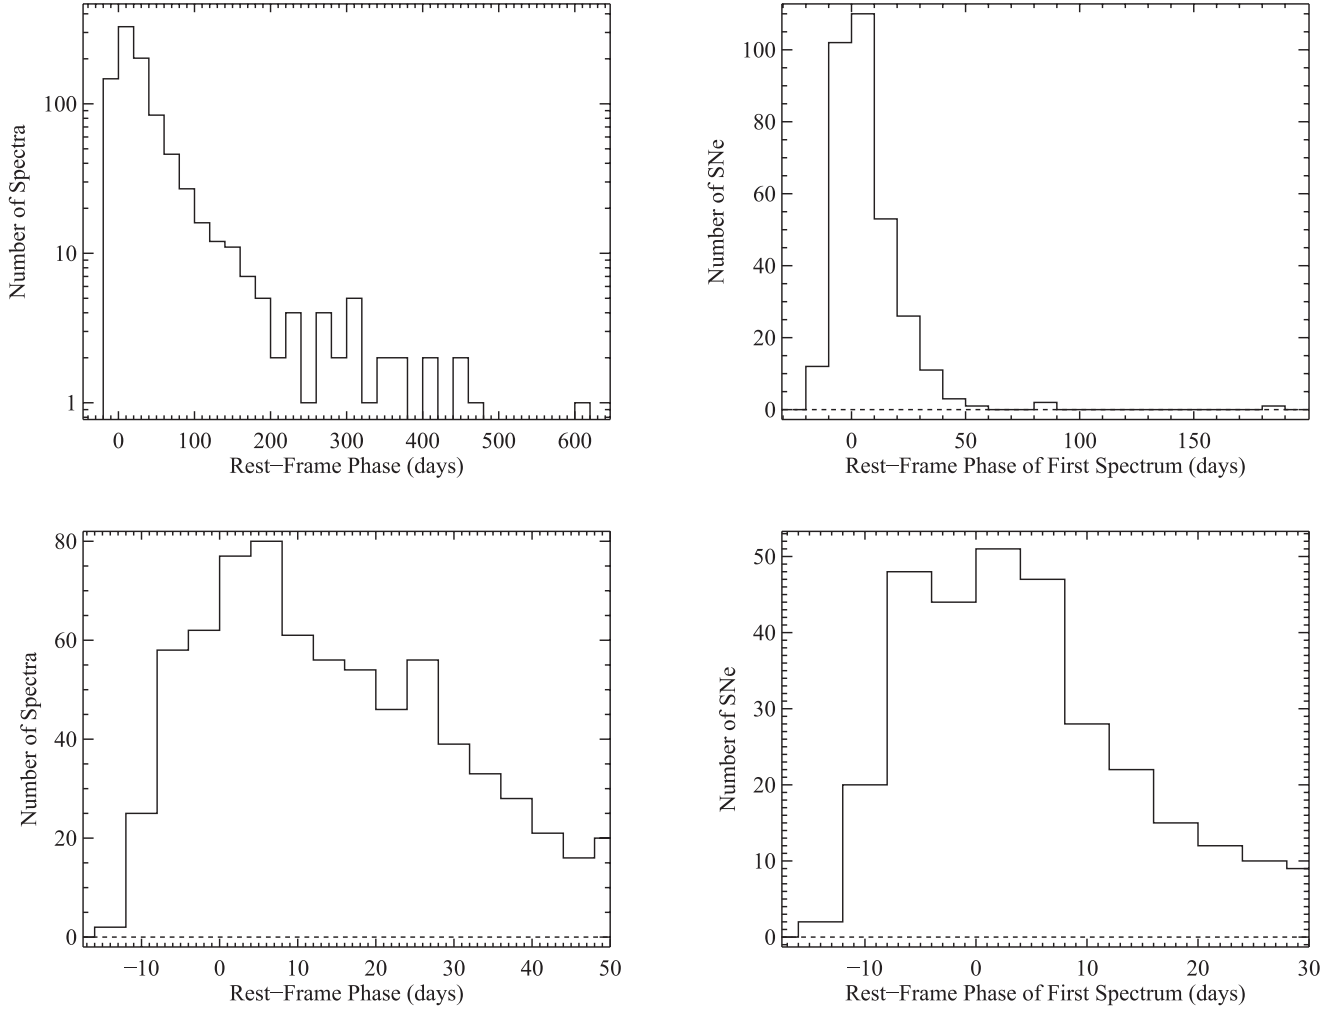 Number of Spectra
100
10
1
0 100 200 300 400 500 600
Rest−Frame Phase (days)
Number of SNe
100
80
60
40
20
0
0 50 100 150
Rest−Frame Phase of First Spectrum (days)
Number of Spectra
80
60
40
20
0
−10 0 10 20 30 40 50
Rest−Frame Phase (days)
Number of SNe
50
40
30
20
10
0
−10 0 10 20 30
Rest−Frame Phase of First Spectrum (days)